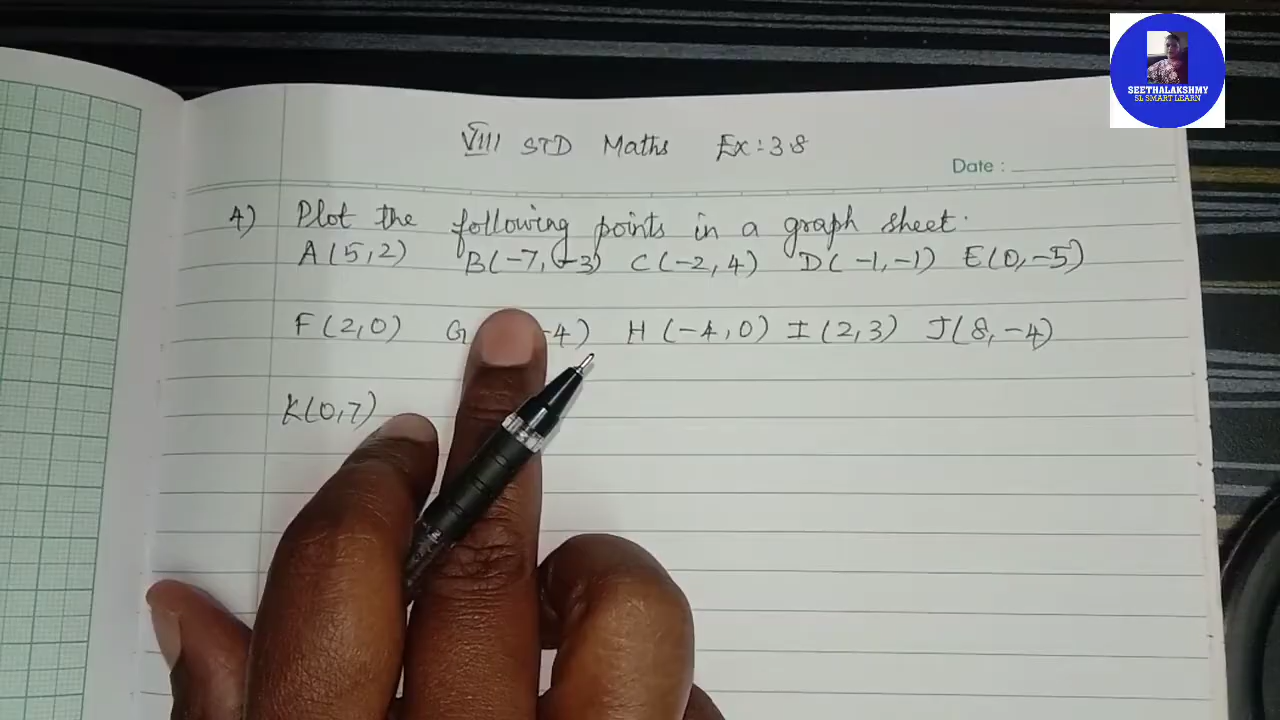 SEETHALAKSHMY
SL SMART LEARN
VIII STD Maths Ex: 3.8
Date :
4) Plot the following points in a graph sheet.
A(5,2) B(-7,-3) C(-2,4) D(-1,-1) E(0,-5)
F(2,0) G -4) H(-4,0) I(2,3) J(8,-4)
K(0,7)